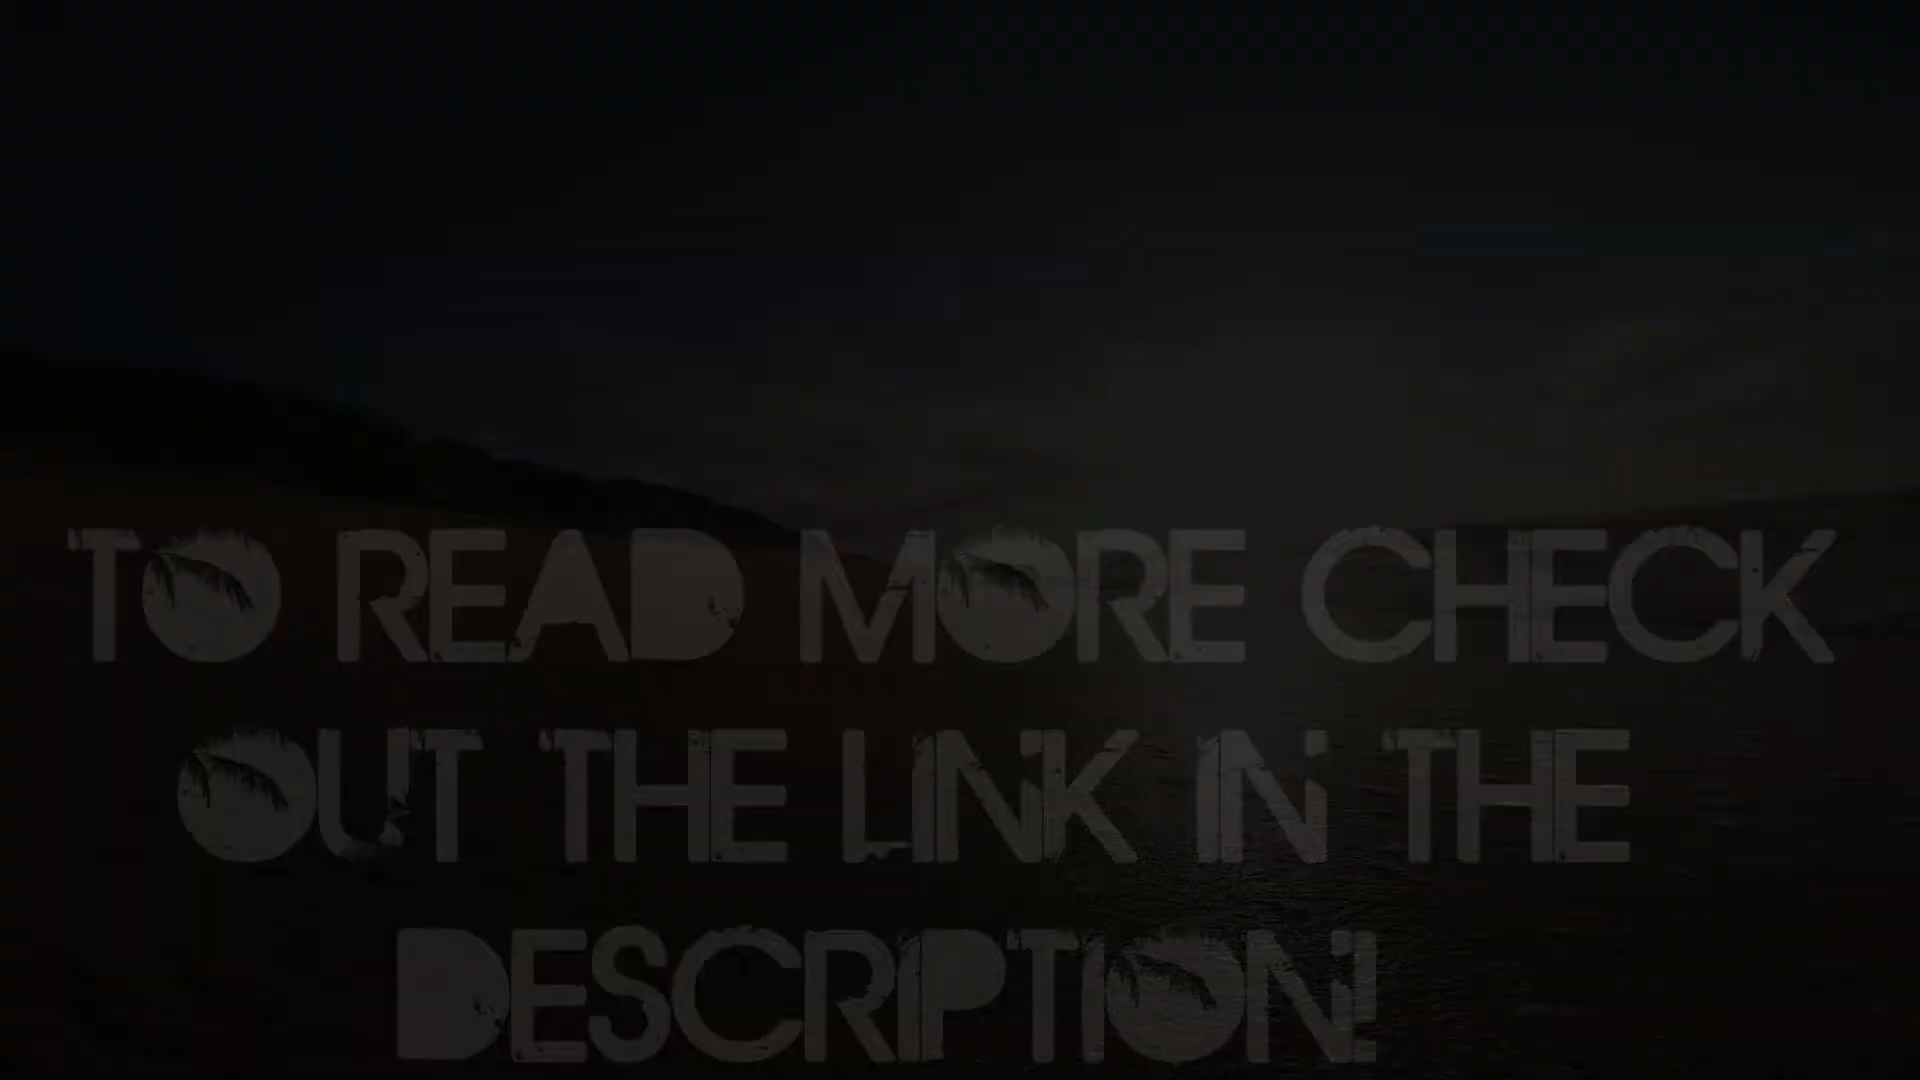 TO READ MORE CHECK
OUT THE LINK IN THE
DESCRIPTION!